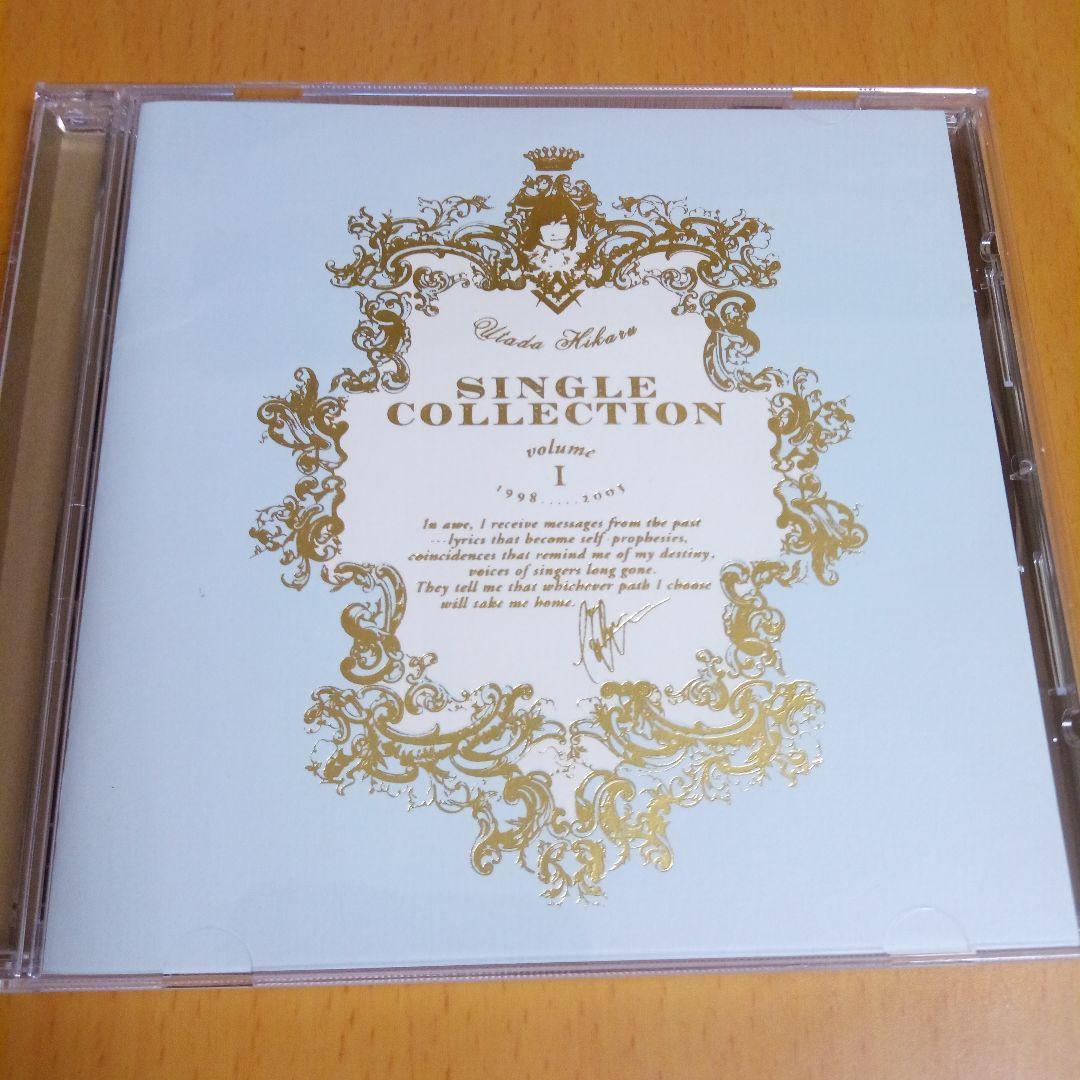 Utada Hikaru
SINGLE
COLLECTION
volume
I
1998.....2003
In awe, I receive messages from the past
...lyrics that become self-prophesies,
coincidences that remind me of my destiny,
voices of singers long gone.
They tell me that whichever path I choose
will take me home.